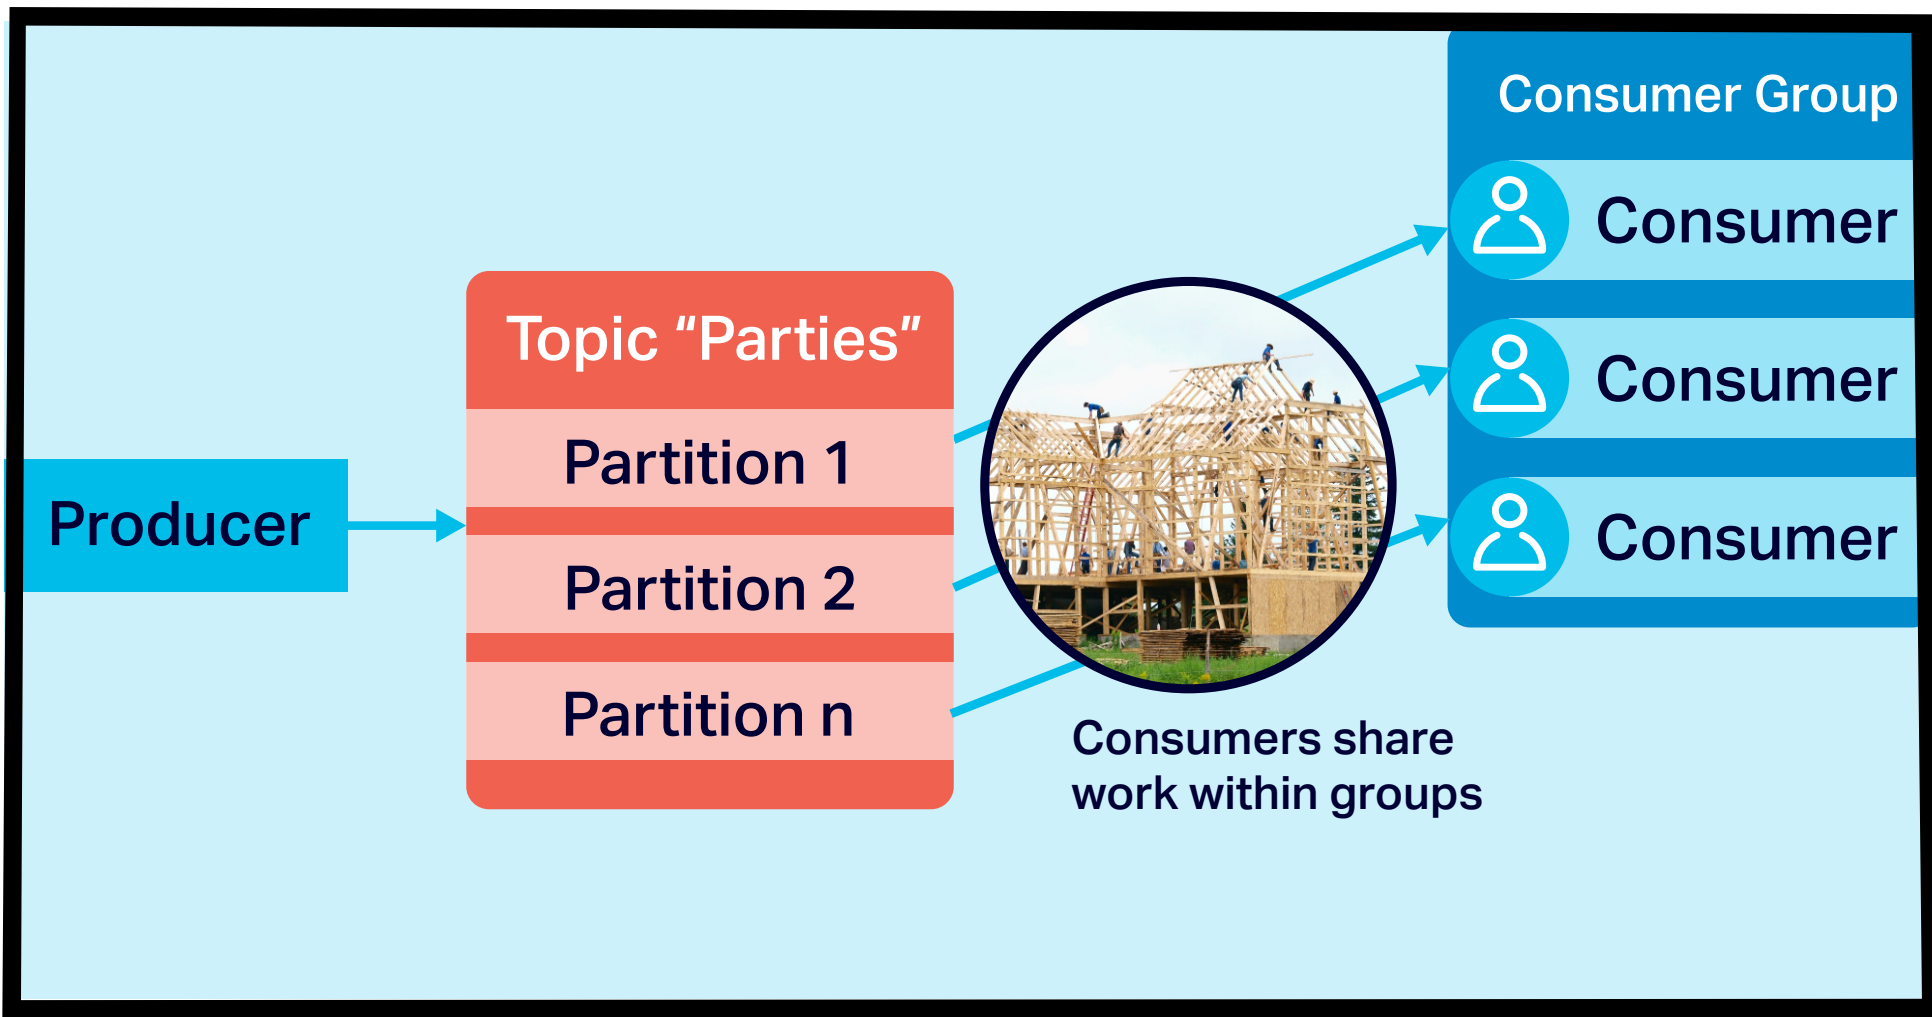 Consumer Group
Consumer
Consumer
Consumer
Topic “Parties”
Partition 1
Partition 2
Partition n
Producer
Consumers share
work within groups